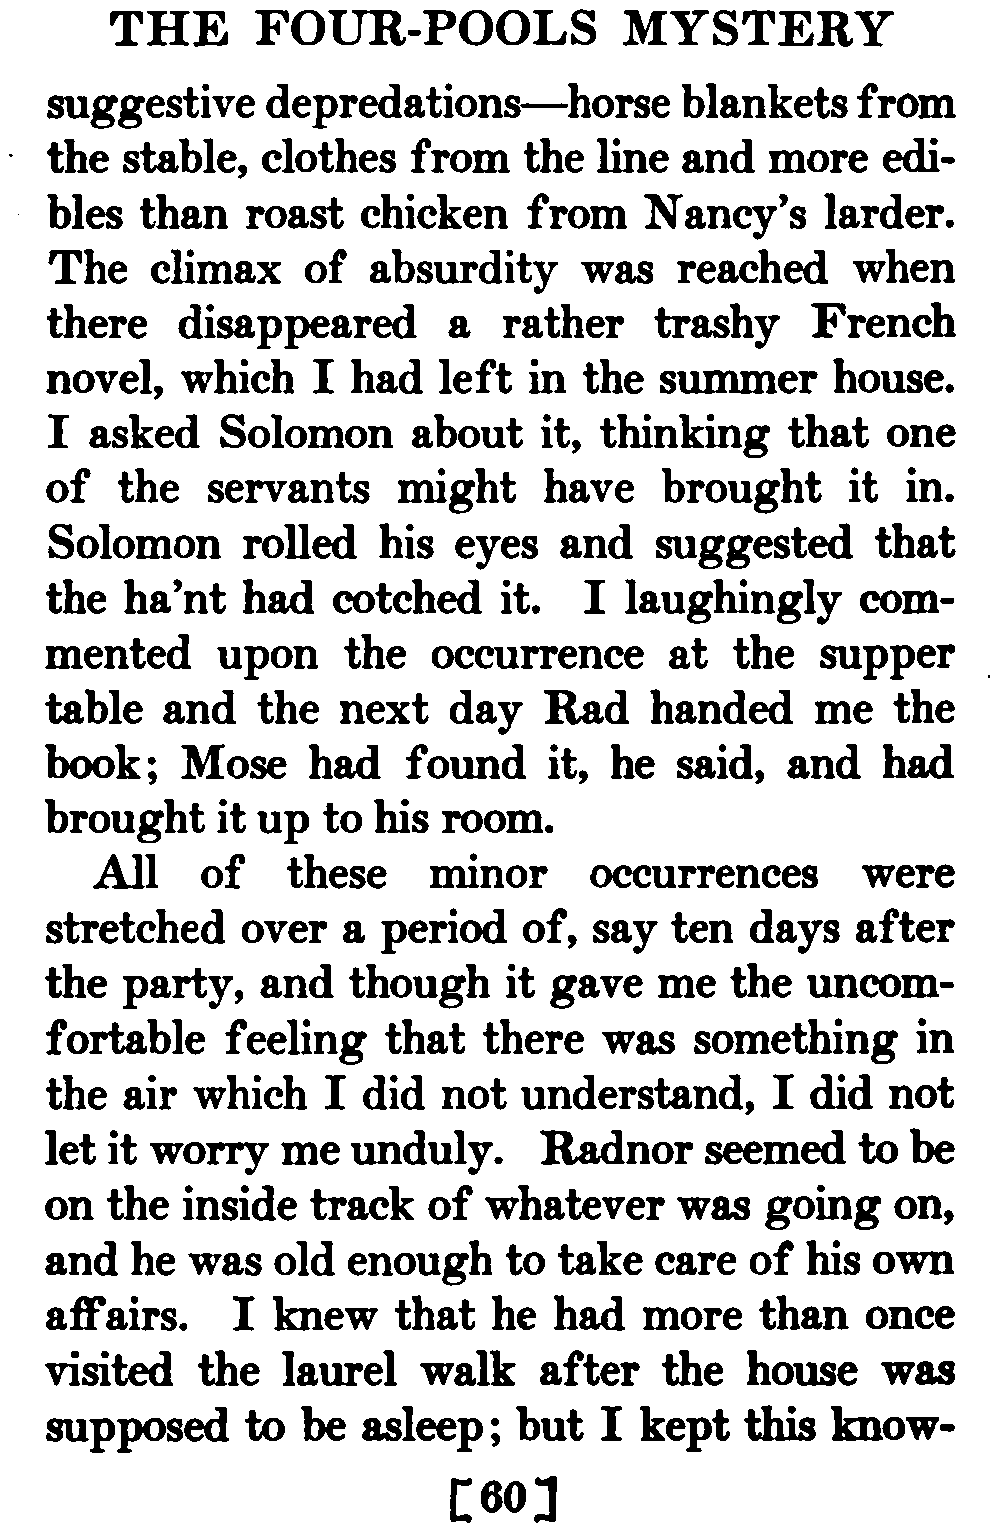 THE FOUR-POOLS MYSTERY
suggestive depredations—horse blankets from
the stable, clothes from the line and more edi-
bles than roast chicken from Nancy's larder.
The climax of absurdity was reached when
there disappeared a rather trashy French
novel, which I had left in the summer house.
I asked Solomon about it, thinking that one
of the servants might have brought it in.
Solomon rolled his eyes and suggested that
the ha'nt had cotched it. I laughingly com-
mented upon the occurrence at the supper
table and the next day Rad handed me the
book; Mose had found it, he said, and had
brought it up to his room.
All of these minor occurrences were
stretched over a period of, say ten days after
the party, and though it gave me the uncom-
fortable feeling that there was something in
the air which I did not understand, I did not
let it worry me unduly. Radnor seemed to be
on the inside track of whatever was going on,
and he was old enough to take care of his own
affairs. I knew that he had more than once
visited the laurel walk after the house was
supposed to be asleep; but I kept this know-
[60]